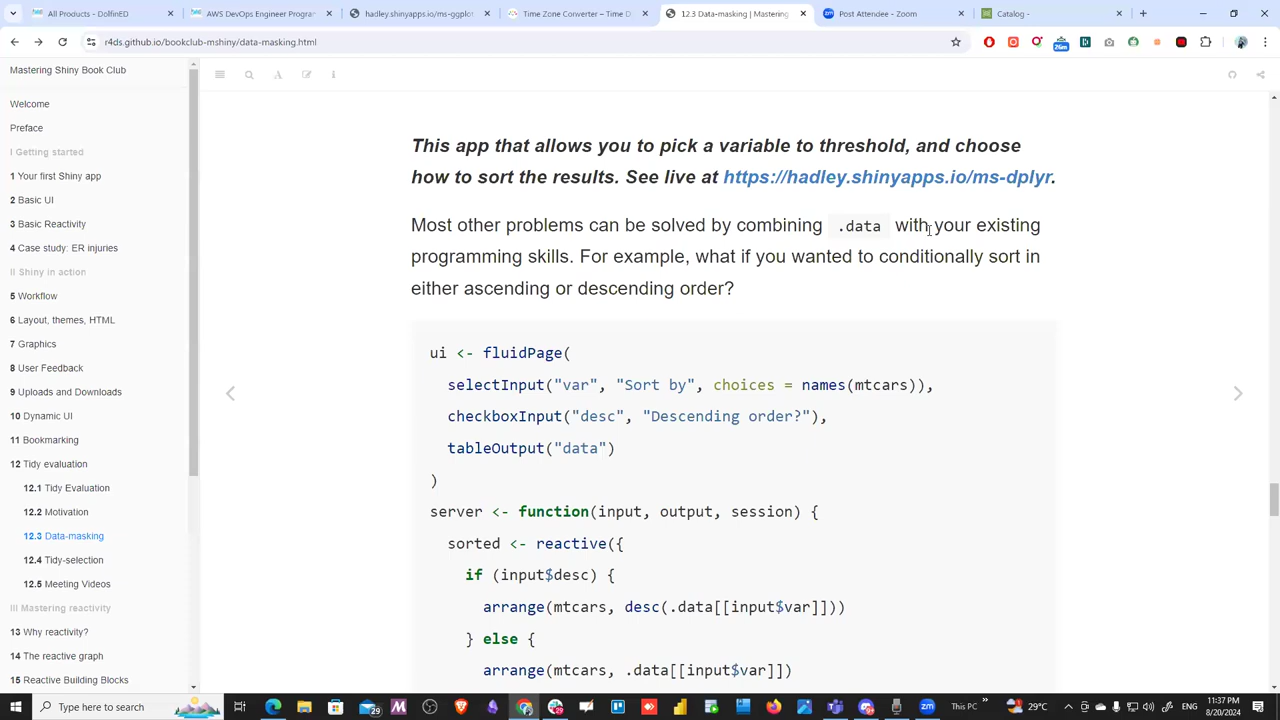 All Products - DolfinED
AWS DevOps Engineer Progra
hadley.shinyapps.io/ms-ggplot
Time Zone Converter – Time D
12.3 Data-masking | Mastering
Post Attendee - Zoom
Catalog -
r4ds.github.io/bookclub-mshiny/data-masking.html
26m
Mastering Shiny Book Club
Welcome
Preface
I Getting started
1 Your first Shiny app
2 Basic UI
3 Basic Reactivity
4 Case study: ER injuries
II Shiny in action
5 Workflow
6 Layout, themes, HTML
7 Graphics
8 User Feedback
9 Uploads and Downloads
10 Dynamic UI
11 Bookmarking
12 Tidy evaluation
12.1 Tidy Evaluation
12.2 Motivation
12.3 Data-masking
12.4 Tidy-selection
12.5 Meeting Videos
III Mastering reactivity
13 Why reactivity?
14 The reactive graph
15 Reactive Building Blocks
This app that allows you to pick a variable to threshold, and choose
how to sort the results. See live at https://hadley.shinyapps.io/ms-dplyr.
Most other problems can be solved by combining .data with your existing
programming skills. For example, what if you wanted to conditionally sort in
either ascending or descending order?
ui <- fluidPage(
selectInput("var", "Sort by", choices = names(mtcars)),
checkboxInput("desc", "Descending order?"),
tableOutput("data")
)
server <- function(input, output, session) {
sorted <- reactive({
if (input$desc) {
arrange(mtcars, desc(.data[[input$var]]))
} else {
arrange(mtcars, .data[[input$var]])
Type here to search
29
This PC
29°C
11:37 PM
8/20/2024